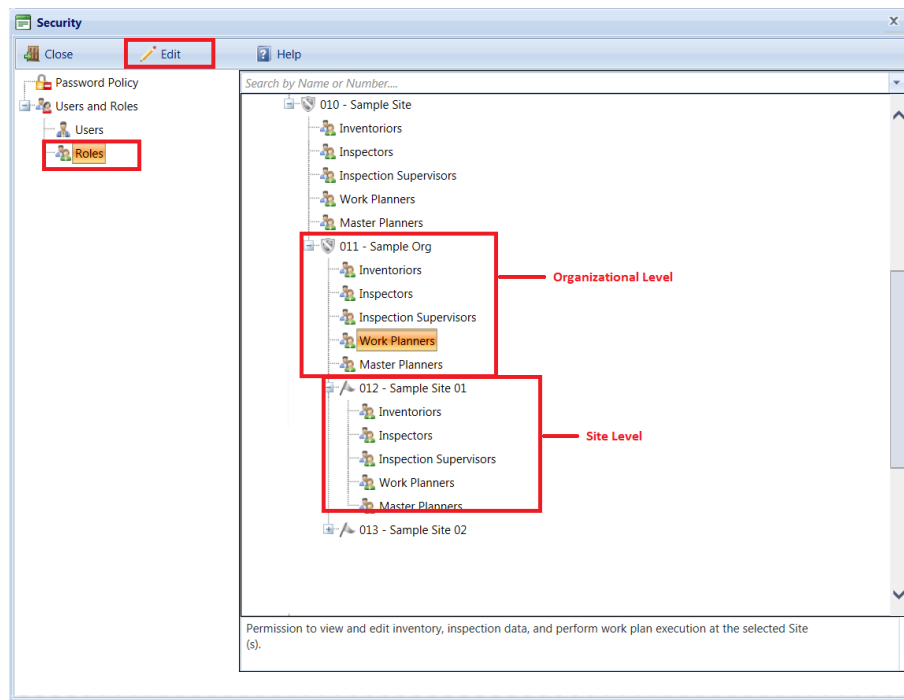 Security
x
Close
Edit
Help
Password Policy
Users and Roles
Users
Roles
Search by Name or Number....
010 - Sample Site
Inventoriors
Inspectors
Inspection Supervisors
Work Planners
Master Planners
011 - Sample Org
Inventoriors
Inspectors
Inspection Supervisors
Work Planners
Master Planners
Organizational Level
012 - Sample Site 01
Inventoriors
Inspectors
Inspection Supervisors
Work Planners
Master Planners
Site Level
013 - Sample Site 02
Permission to view and edit inventory, inspection data, and perform work plan execution at the selected Site
(s).